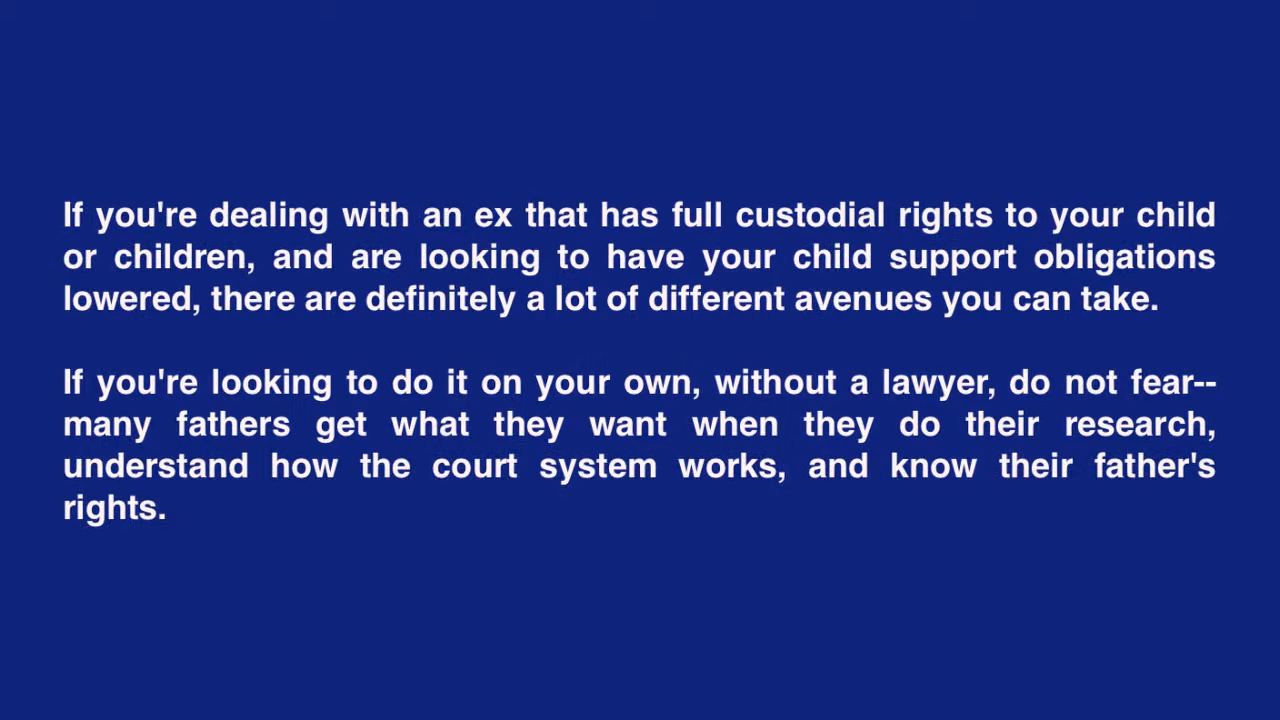 If you're dealing with an ex that has full custodial rights to your child
or children, and are looking to have your child support obligations
lowered, there are definitely a lot of different avenues you can take.
If you're looking to do it on your own, without a lawyer, do not fear--
many fathers get what they want when they do their research,
understand how the court system works, and know their father's
rights.